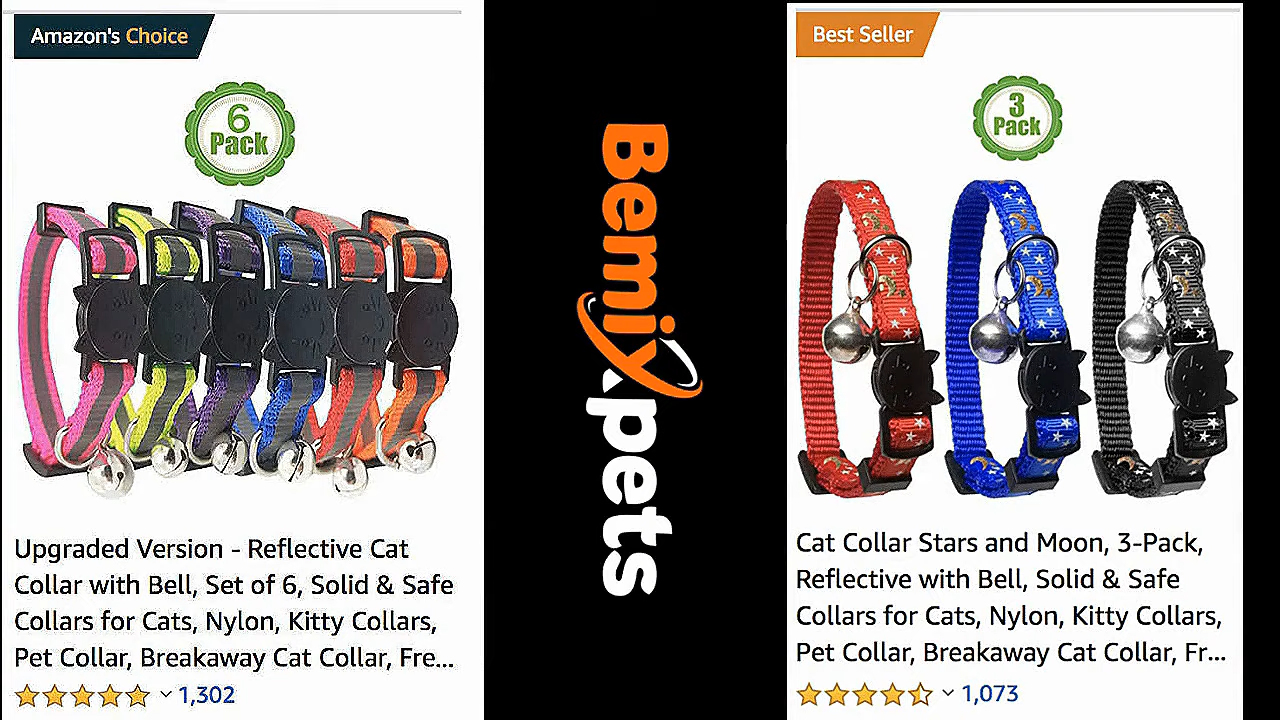 Amazon's Choice
6
Pack
Upgraded Version - Reflective Cat
Collar with Bell, Set of 6, Solid & Safe
Collars for Cats, Nylon, Kitty Collars,
Pet Collar, Breakaway Cat Collar, Fre...
1,302
Bemixpets
Best Seller
3
Pack
Cat Collar Stars and Moon, 3-Pack,
Reflective with Bell, Solid & Safe
Collars for Cats, Nylon, Kitty Collars,
Pet Collar, Breakaway Cat Collar, Fr...
1,073